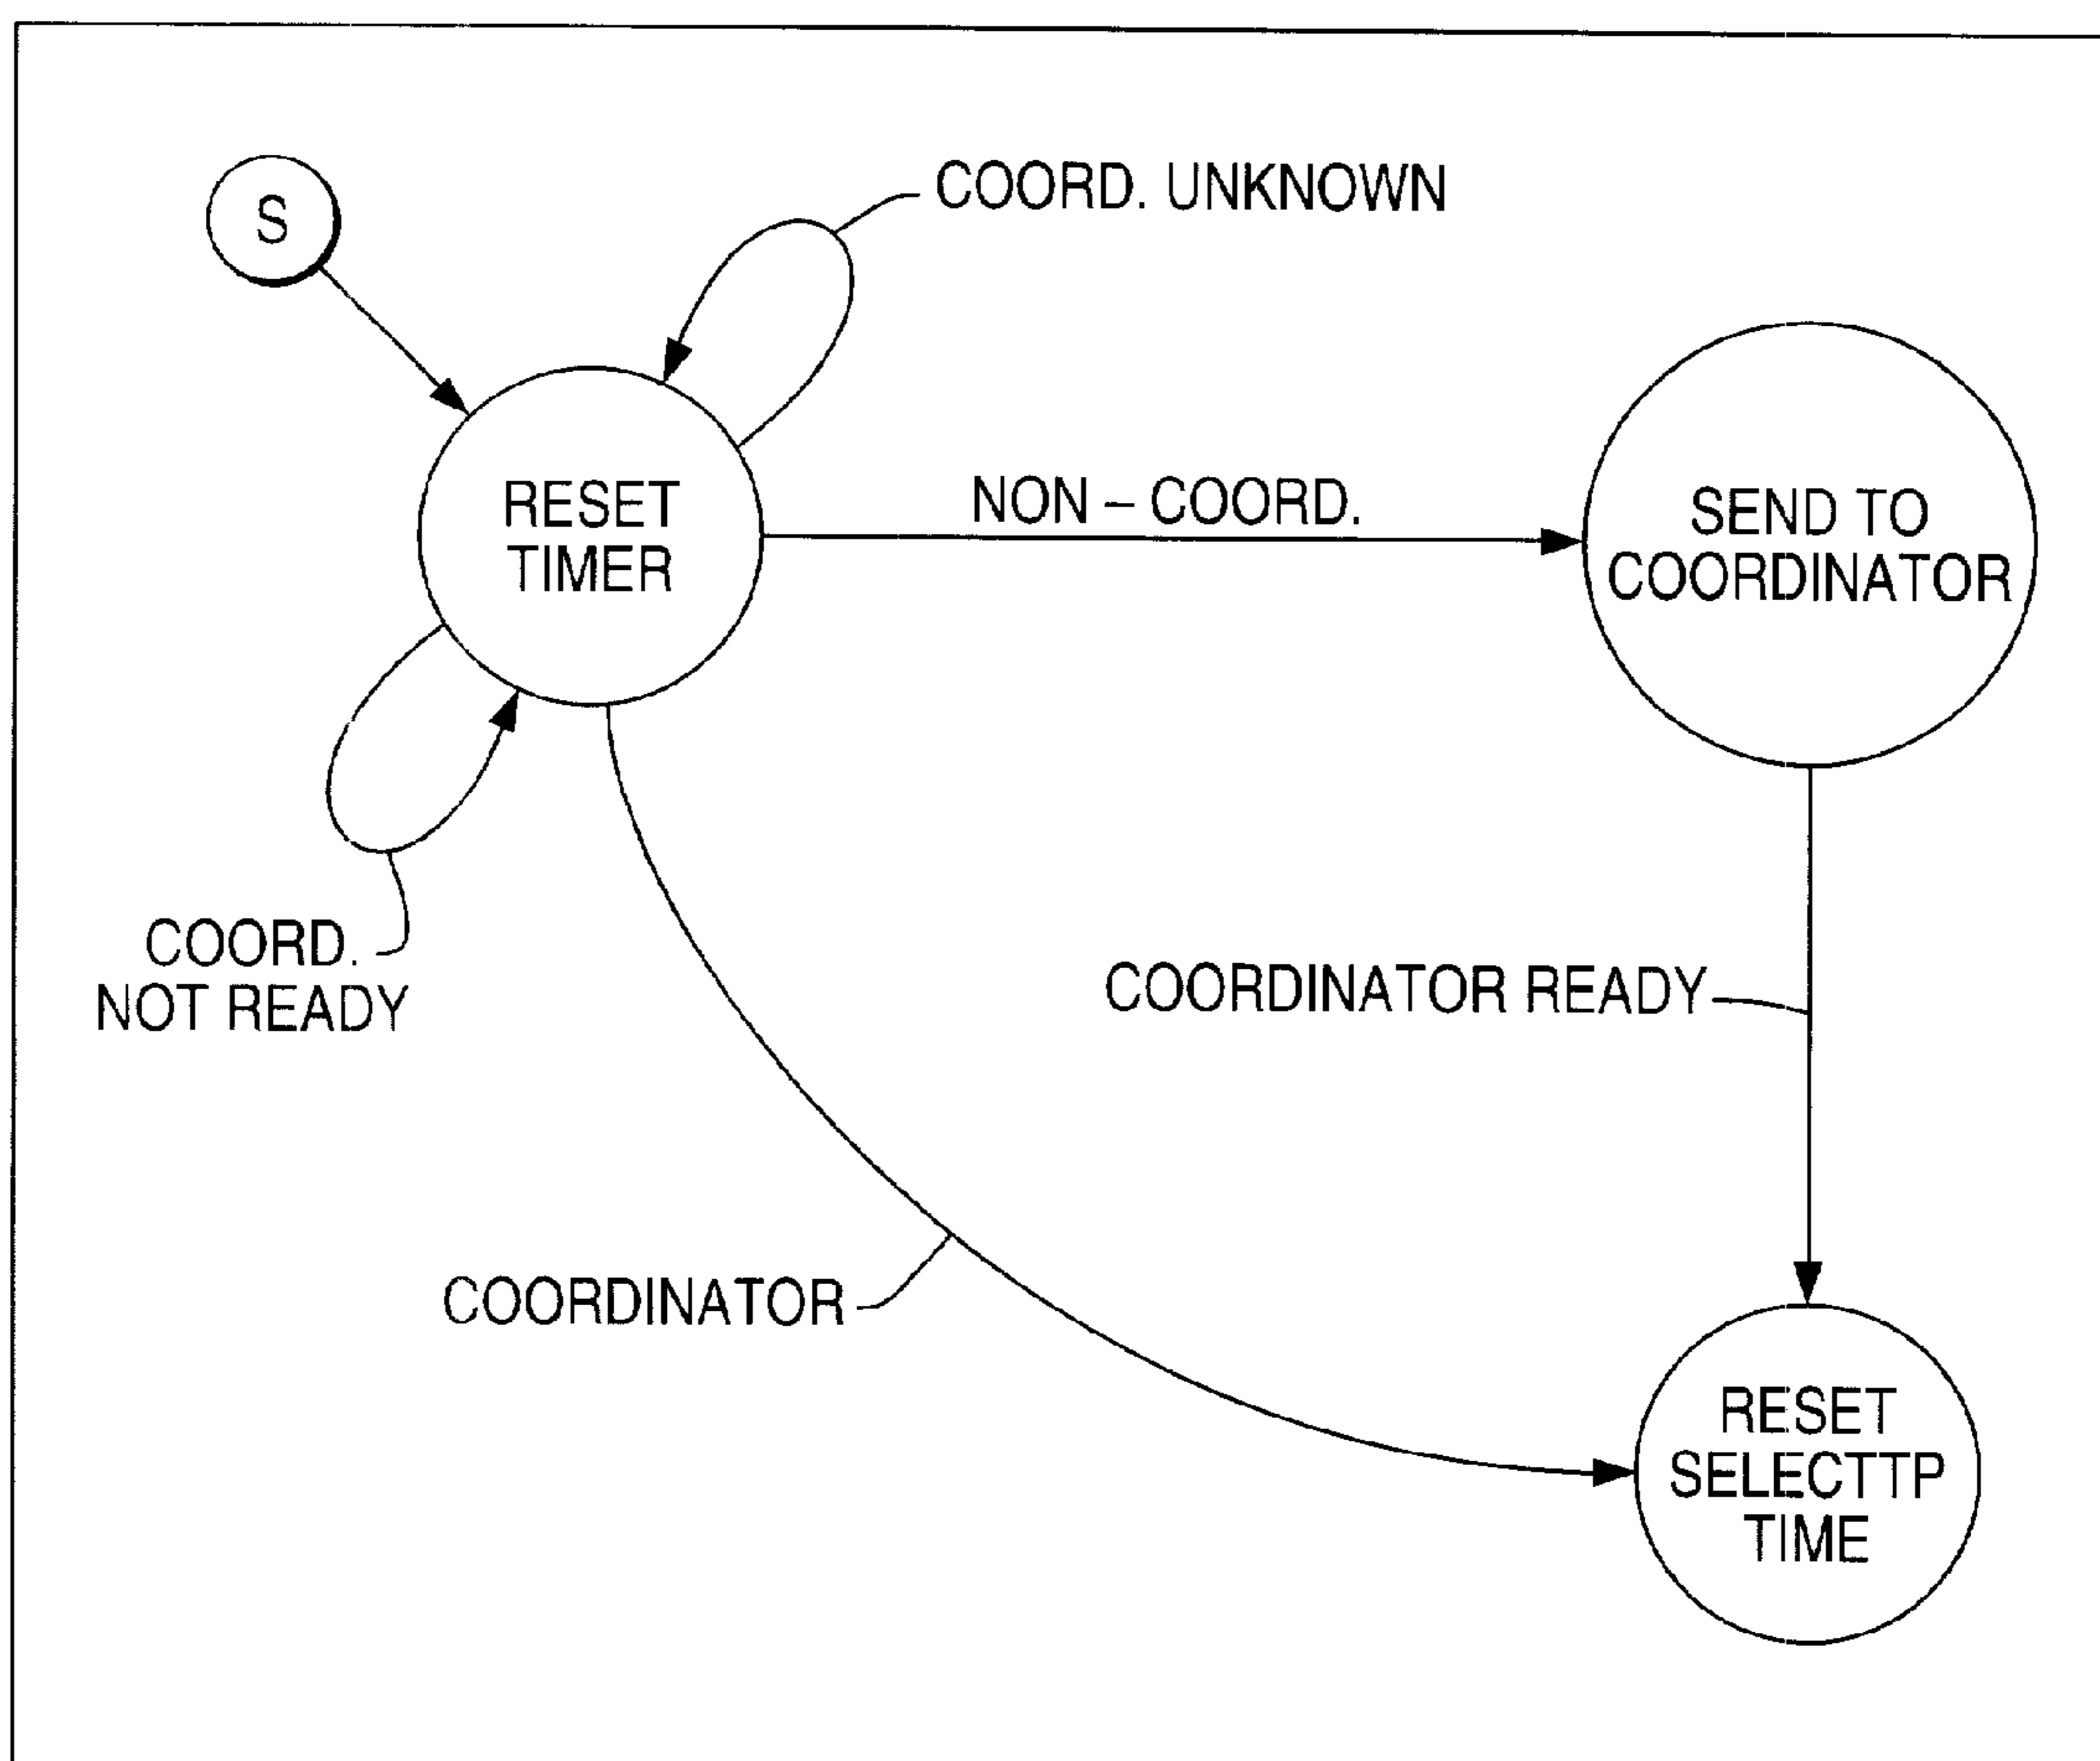 S
COORD. UNKNOWN
RESET
TIMER
NON – COORD.
SEND TO
COORDINATOR
COORD.
NOT READY
COORDINATOR READY
COORDINATOR
RESET
SELECTTP
TIME